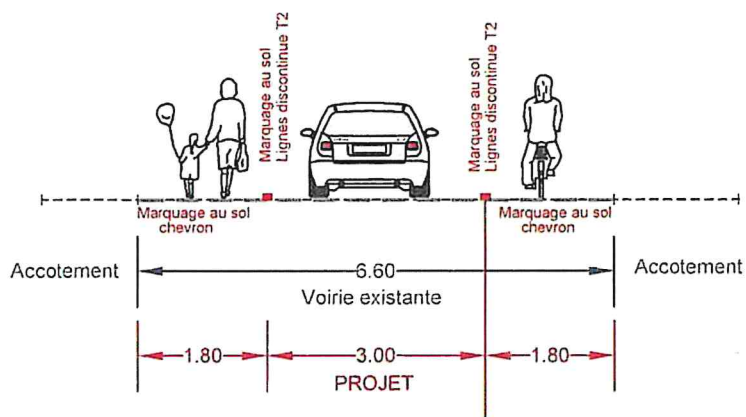 Marquage au sol
Lignes discontinue T2
Marquage au sol
Lignes discontinue T2
Marquage au sol
chevron
Marquage au sol
chevron
Accotement
6.60
Accotement
Voirie existante
1.80
3.00
1.80
PROJET